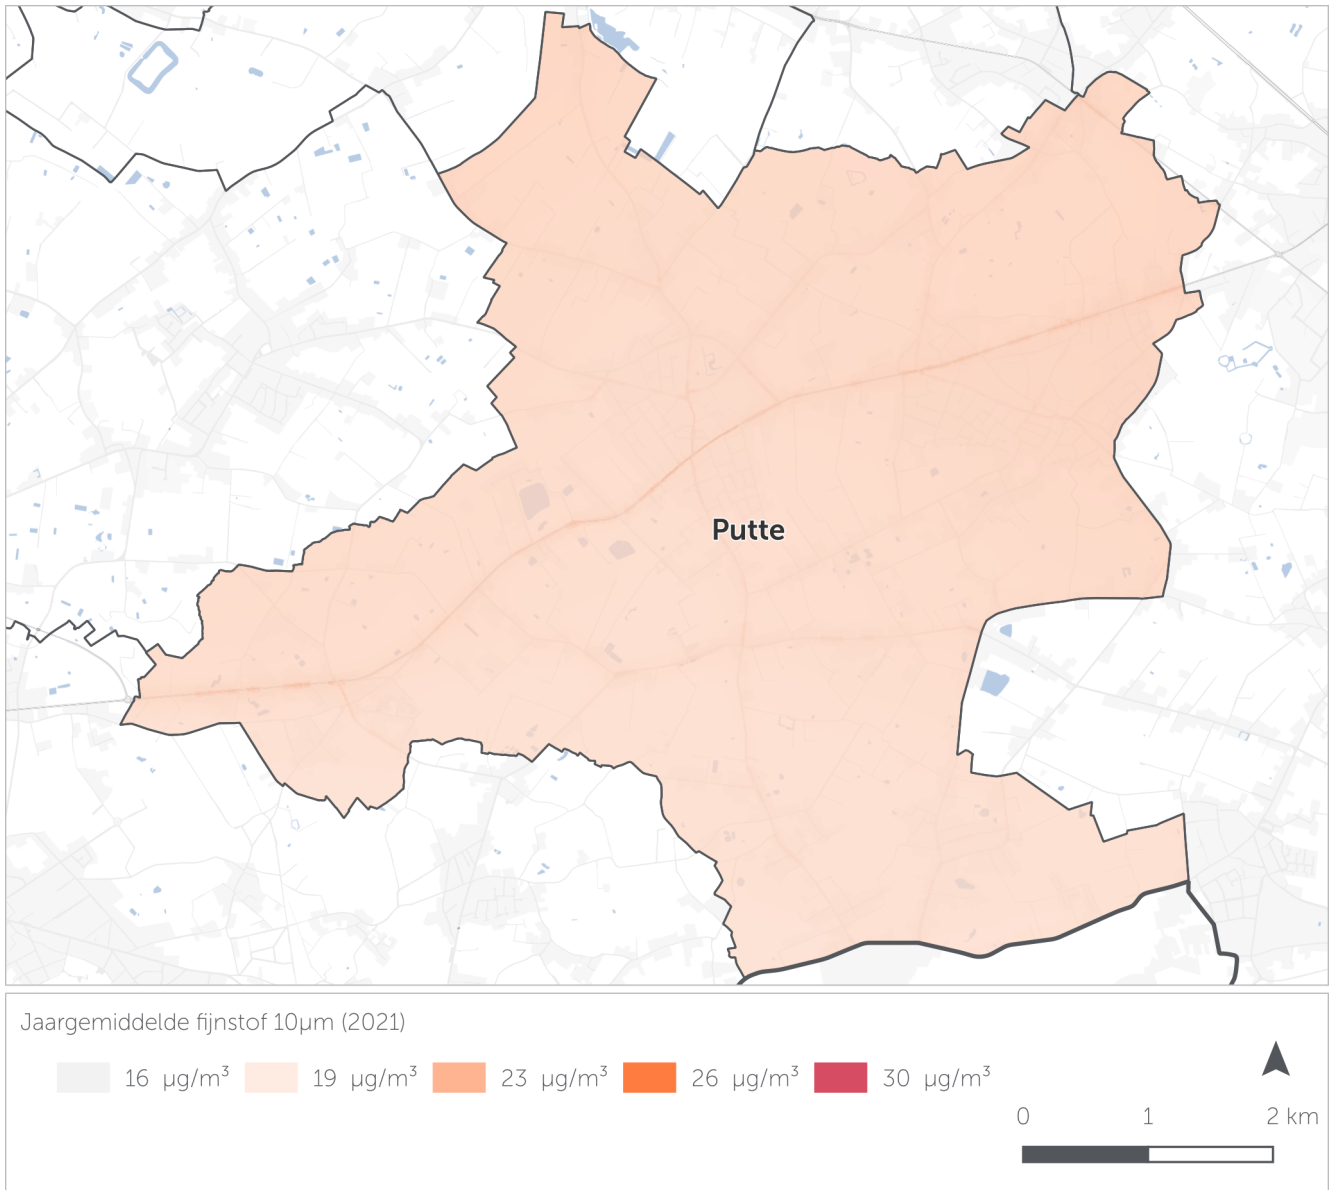 Putte
Jaargemiddelde fijnstof 10µm (2021)
16 µg/m³ 19 µg/m³ 23 µg/m³ 26 µg/m³ 30 µg/m³
0 1 2 km